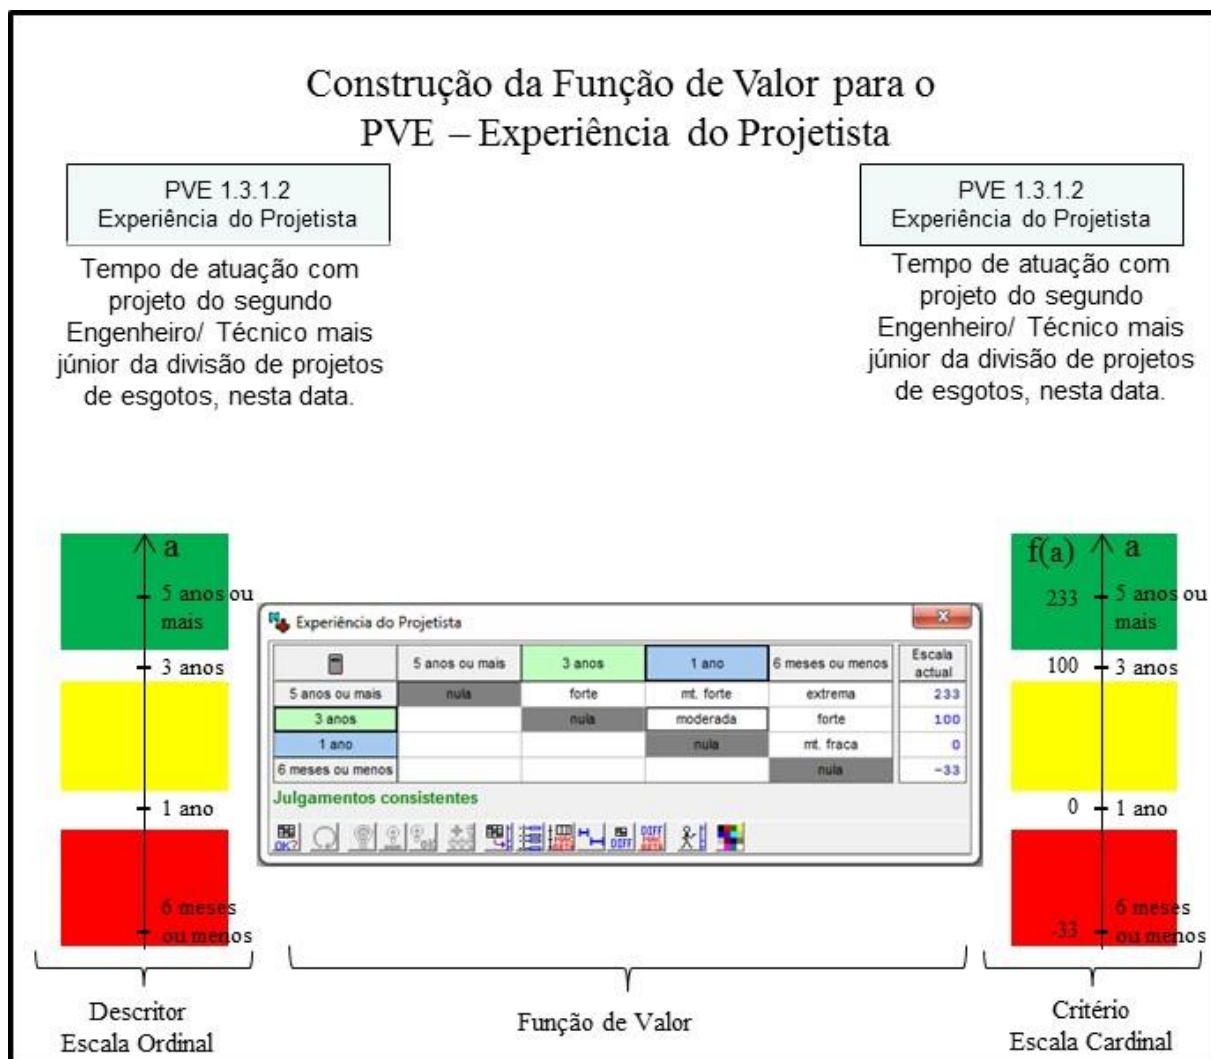 Construção da Função de Valor para o
PVE – Experiência do Projetista
PVE 1.3.1.2
Experiência do Projetista
Tempo de atuação com
projeto do segundo
Engenheiro/ Técnico mais
júnior da divisão de projetos
de esgotos, nesta data.
PVE 1.3.1.2
Experiência do Projetista
Tempo de atuação com
projeto do segundo
Engenheiro/ Técnico mais
júnior da divisão de projetos
de esgotos, nesta data.
a
5 anos ou
mais
3 anos
1 ano
6 meses
ou menos
Experiência do Projetista
5 anos ou mais 3 anos 1 ano 6 meses ou menos Escala
actual
5 anos ou mais nula forte mt. forte extrema 233
3 anos nula moderada forte 100
1 ano nula mt. fraca 0
6 meses ou menos nula -33
Julgamentos consistentes
f(a) a
233 5 anos ou
mais
100 3 anos
0 1 ano
6 meses
-33 ou menos
Descritor
Escala Ordinal
Função de Valor
Critério
Escala Cardinal